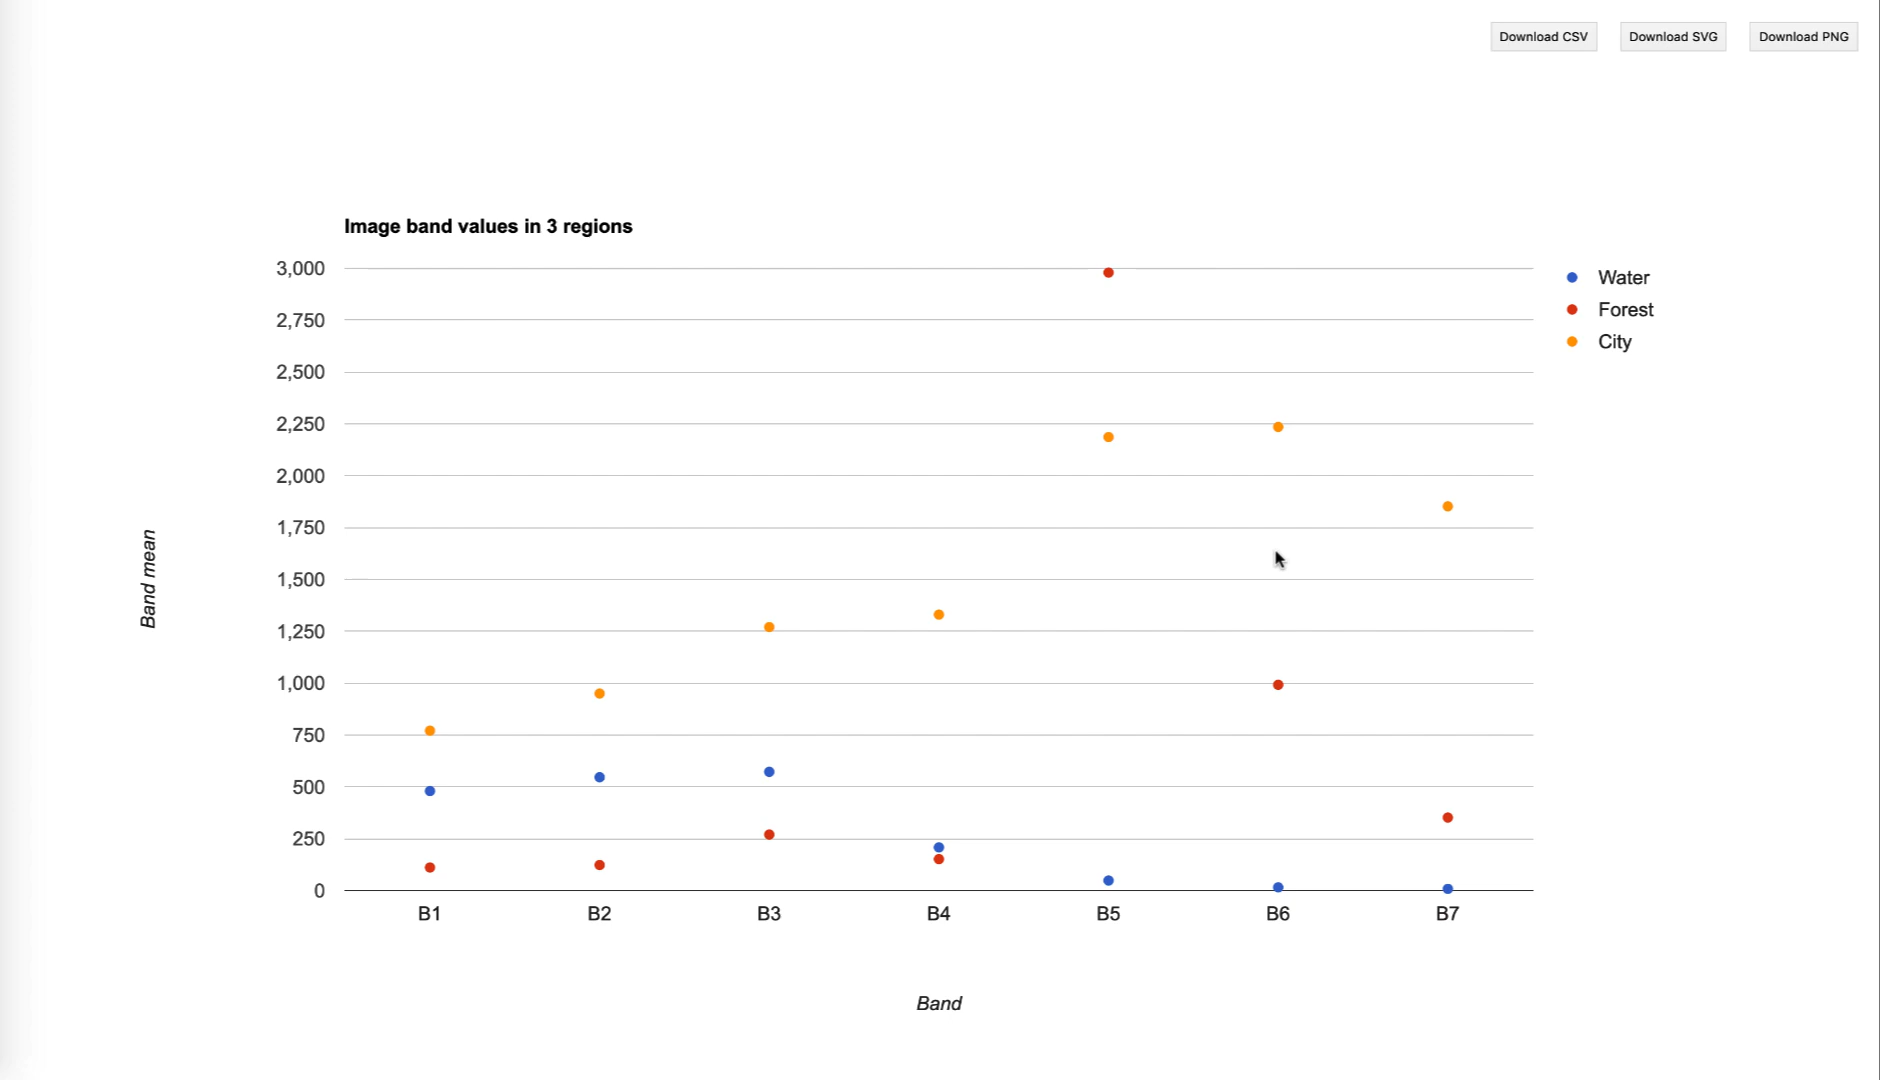 Download CSV Download SVG Download PNG
Image band values in 3 regions
3,000
2,750
2,500
2,250
2,000
1,750
1,500
1,250
1,000
750
500
250
0
Band mean
B1 B2 B3 B4 B5 B6 B7
Band
Water
Forest
City